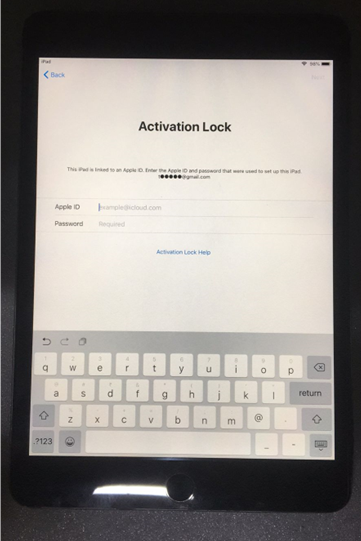 iPad
98%
Back
Activation Lock
This iPad is linked to an Apple ID. Enter the Apple ID and password that were used to set up this iPad.
●●●●●@gmail.com
Apple ID example@icloud.com
Password Required
Activation Lock Help
q w e r t y u i o p
a s d f g h j k l return
z x c v b n m @ .
.?123 _ -